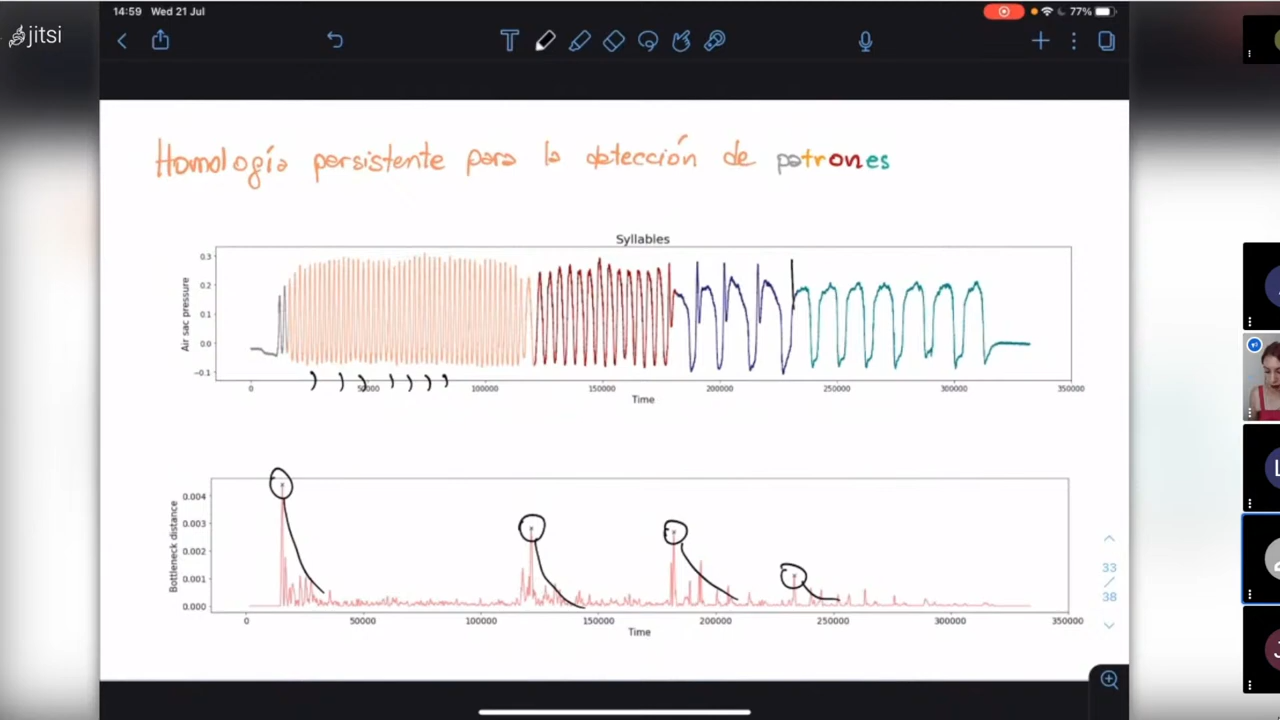 14:59 Wed 21 Jul
77%
jitsi
Homología persistente para la detección de patrones
Syllables
Air sac pressure
0.3
0.2
0.1
0.0
−0.1
0 50000 100000 150000 200000 250000 300000 350000
Time
Bottleneck distance
0.004
0.003
0.002
0.001
0.000
0 50000 100000 150000 200000 250000 300000 350000
Time
33
/
38